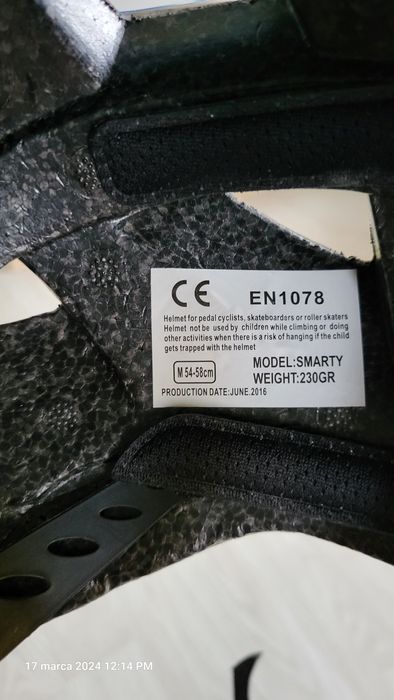 CE EN1078
Helmet for pedal cyclists, skateboarders or roller skaters
Helmet not be used by children while climbing or doing
other activities when there is a risk of hanging if the child
gets trapped with the helmet
M 54-58cm
MODEL:SMARTY
WEIGHT:230GR
PRODUCTION DATE:JUNE.2016
17 marca 2024 12:14 PM